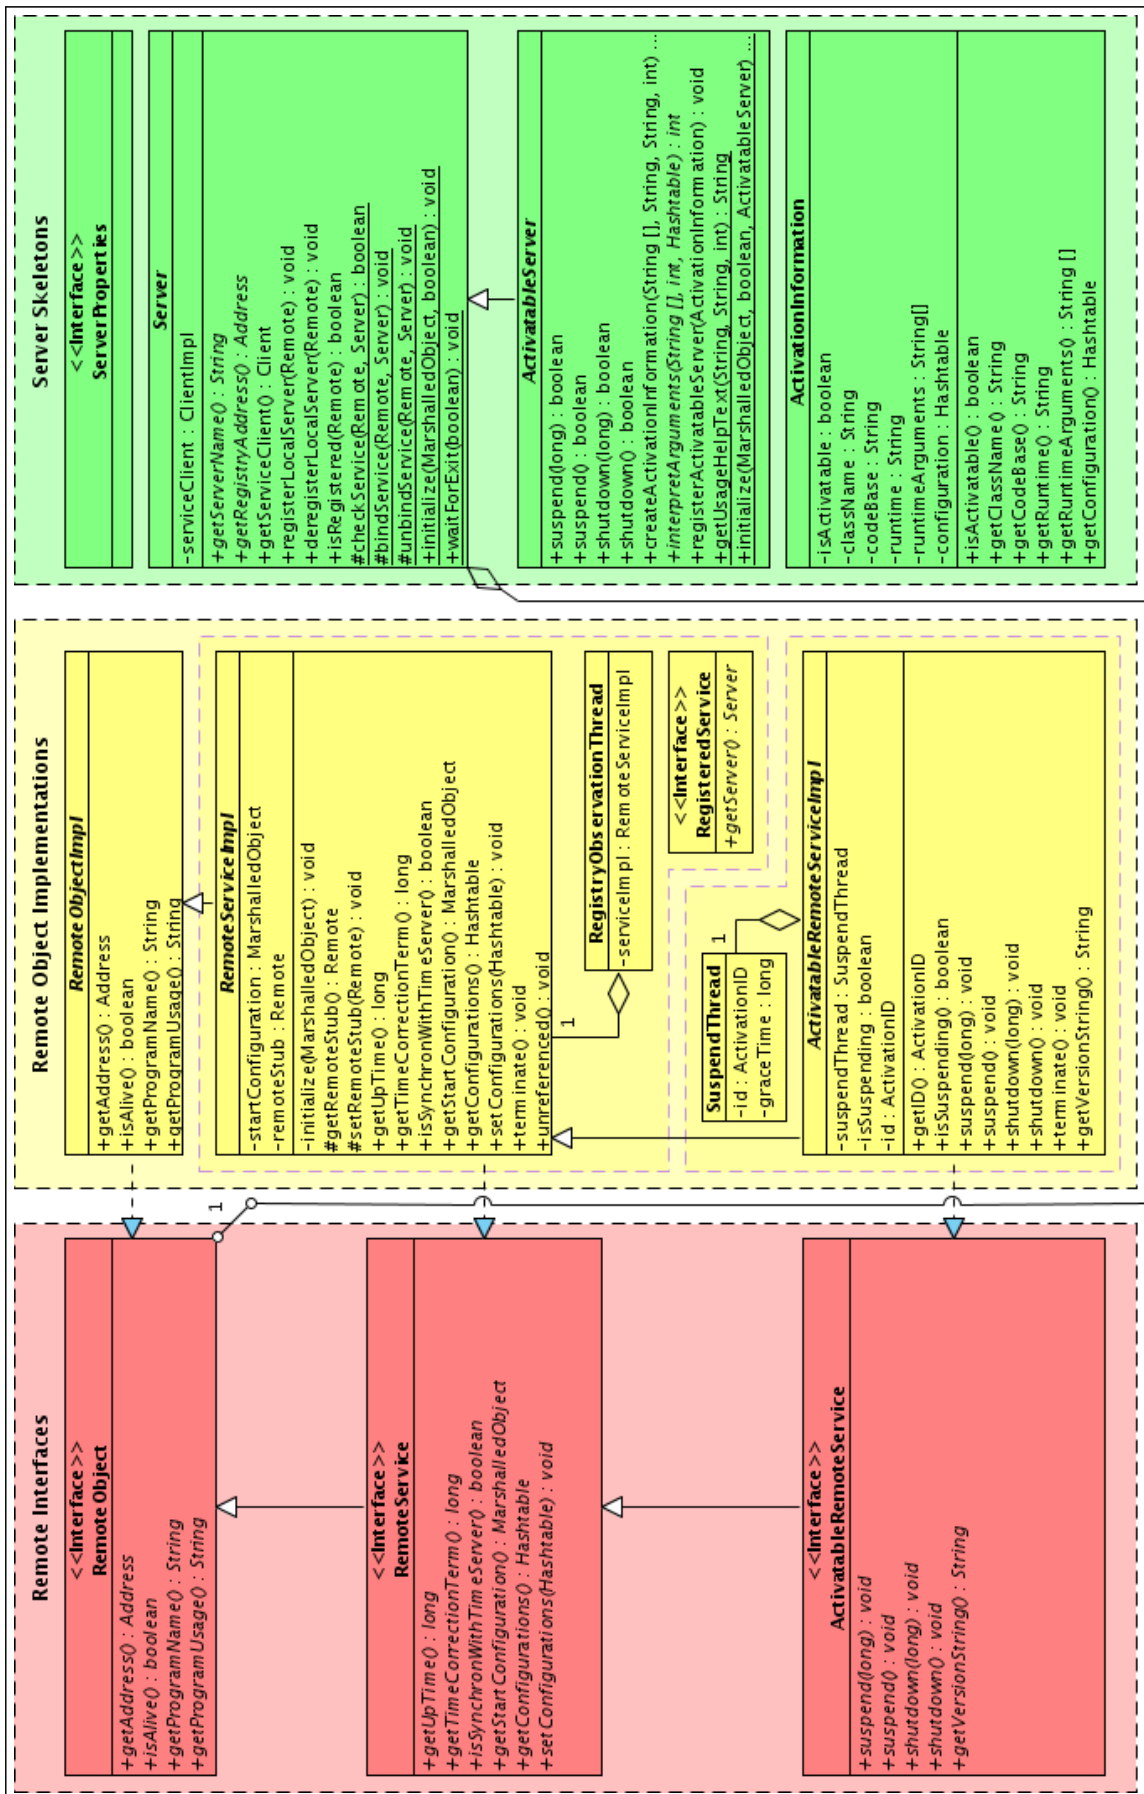 Remote Interfaces
<<Interface>>
RemoteObject
+getAddress() : Address
+isAlive() : boolean
+getProgramName() : String
+getProgramUsage() : String
<<Interface>>
RemoteService
+getUpTime() : long
+getTimeCorrectionTerm() : long
+isSynchronWithTimeServer() : boolean
+getStartConfiguration() : MarshalledObject
+getConfigurations() : Hashtable
+setConfigurations(Hashtable) : void
<<Interface>>
ActivatableRemoteService
+suspend(long) : void
+suspend() : void
+shutdown(long) : void
+shutdown() : void
+getVersionString() : String
1
Remote Object Implementations
RemoteObjectImpl
+getAddress() : Address
+isAlive() : boolean
+getProgramName() : String
+getProgramUsage() : String
RemoteServiceImpl
-startConfiguration : MarshalledObject
-remoteStub : Remote
-initialize(MarshalledObject) : void
#getRemoteStub() : Remote
#setRemoteStub(Remote) : void
+getUpTime() : long
+getTimeCorrectionTerm() : long
+isSynchronWithTimeServer() : boolean
+getStartConfiguration() : MarshalledObject
+getConfigurations() : Hashtable
+setConfigurations(Hashtable) : void
+terminate() : void
+unreferenced() : void
1
RegistryObservationThread
-serviceImpl : RemoteServiceImpl
<<Interface>>
RegisteredService
+getServer() : Server
SuspendThread
-id : ActivationID
-graceTime : long
1
ActivatableRemoteServiceImpl
-suspendThread : SuspendThread
-isSuspending : boolean
-id : ActivationID
+getID() : ActivationID
+isSuspending() : boolean
+suspend(long) : void
+suspend() : void
+shutdown(long) : void
+shutdown() : void
+terminate() : void
+getVersionString() : String
Server Skeletons
<<Interface>>
ServerProperties
Server
-serviceClient : ClientImpl
+getServerName() : String
+getRegistryAddress() : Address
+getServiceClient() : Client
+registerLocalServer(Remote) : void
+deregisterLocalServer(Remote) : void
+isRegistered(Remote) : boolean
#checkService(Remote, Server) : boolean
#bindService(Remote, Server) : void
#unbindService(Remote, Server) : void
+initialize(MarshalledObject, boolean) : void
+waitForExit(boolean) : void
ActivatableServer
+suspend(long) : boolean
+suspend() : boolean
+shutdown(long) : boolean
+shutdown() : boolean
+createActivationInformation(String [], String, String, int) ...
+interpretArguments(String [], int, Hashtable) : int
+registerActivatableServer(ActivationInformation) : void
+getUsageHelpText(String, String, int) : String
+initialize(MarshalledObject, boolean, ActivatableServer) ...
ActivationInformation
-isActivatable : boolean
-className : String
-codeBase : String
-runtime : String
-runtimeArguments : String[]
-configuration : Hashtable
+isActivatable() : boolean
+getClassName() : String
+getCodeBase() : String
+getRuntime() : String
+getRuntimeArguments() : String []
+getConfiguration() : Hashtable